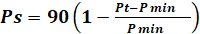 Ps = 90(1 − (Pt−P min)/(P min))